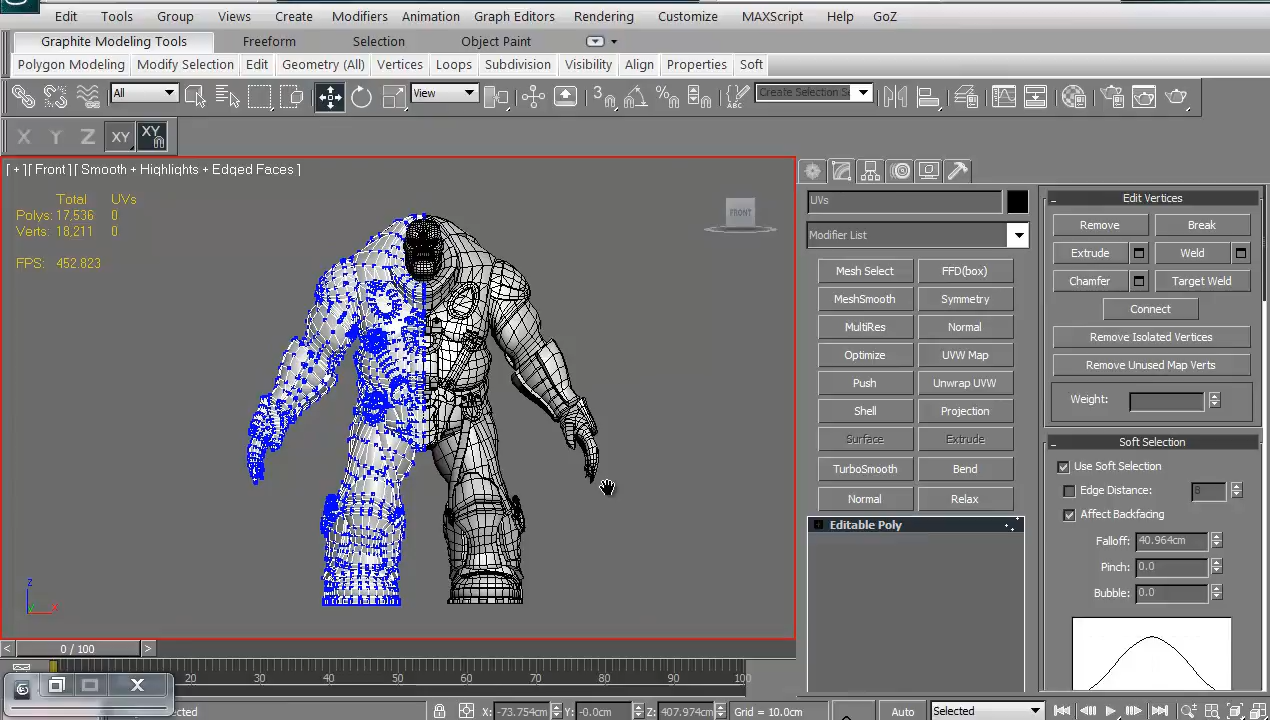 Edit Tools Group Views Create Modifiers Animation Graph Editors Rendering Customize MAXScript Help GoZ
Graphite Modeling Tools Freeform Selection Object Paint
Polygon Modeling Modify Selection Edit Geometry (All) Vertices Loops Subdivision Visibility Align Properties Soft
All View 3 Create Selection Se
X Y Z XY XY
[ + ][ Front ][ Smooth + Highlights + Edged Faces ]
Total UVs
Polys: 17,536 0
Verts: 18,211 0
FPS: 452.823
FRONT
z
x
UVs
Modifier List
Mesh Select FFD(box)
MeshSmooth Symmetry
MultiRes Normal
Optimize UVW Map
Push Unwrap UVW
Shell Projection
Surface Extrude
TurboSmooth Bend
Normal Relax
Editable Poly
Edit Vertices
Remove Break
Extrude Weld
Chamfer Target Weld
Connect
Remove Isolated Vertices
Remove Unused Map Verts
Weight:
Soft Selection
Use Soft Selection
Edge Distance: 8
Affect Backfacing
Falloff: 40.964cm
Pinch: 0.0
Bubble: 0.0
< 0 / 100 >
20 30 40 50 60 70 80 90 100
X: -73.754cm Y: -0.0cm Z: 407.974cm Grid = 10.0cm Auto Selected